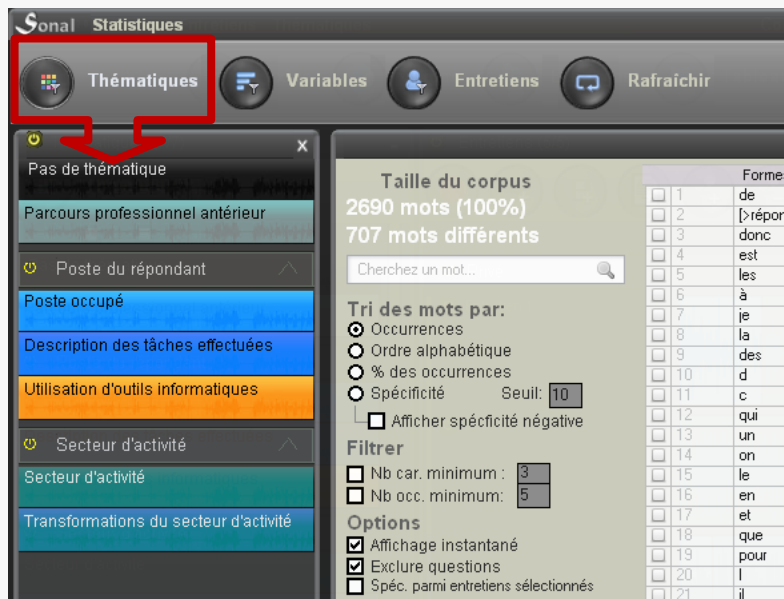 Sonal Statistiques
Thématiques Variables Entretiens Rafraîchir
x
Pas de thématique
Parcours professionnel antérieur
Poste du répondant
Poste occupé
Description des tâches effectuées
Utilisation d'outils informatiques
Secteur d'activité
Secteur d'activité
Transformations du secteur d'activité
Taille du corpus
2690 mots (100%)
707 mots différents
Cherchez un mot...
Tri des mots par:
Occurrences
Ordre alphabétique
% des occurrences
Spécificité Seuil: 10
Afficher spécficité négative
Filtrer
Nb car. minimum : 3
Nb occ. minimum: 5
Options
Affichage instantané
Exclure questions
Spéc. parmi entretiens sélectionnés
Forme
1 de
2 [>répon
3 donc
4 est
5 les
6 à
7 je
8 la
9 des
10 d
11 c
12 qui
13 un
14 on
15 le
16 en
17 et
18 que
19 pour
20 l
21 il